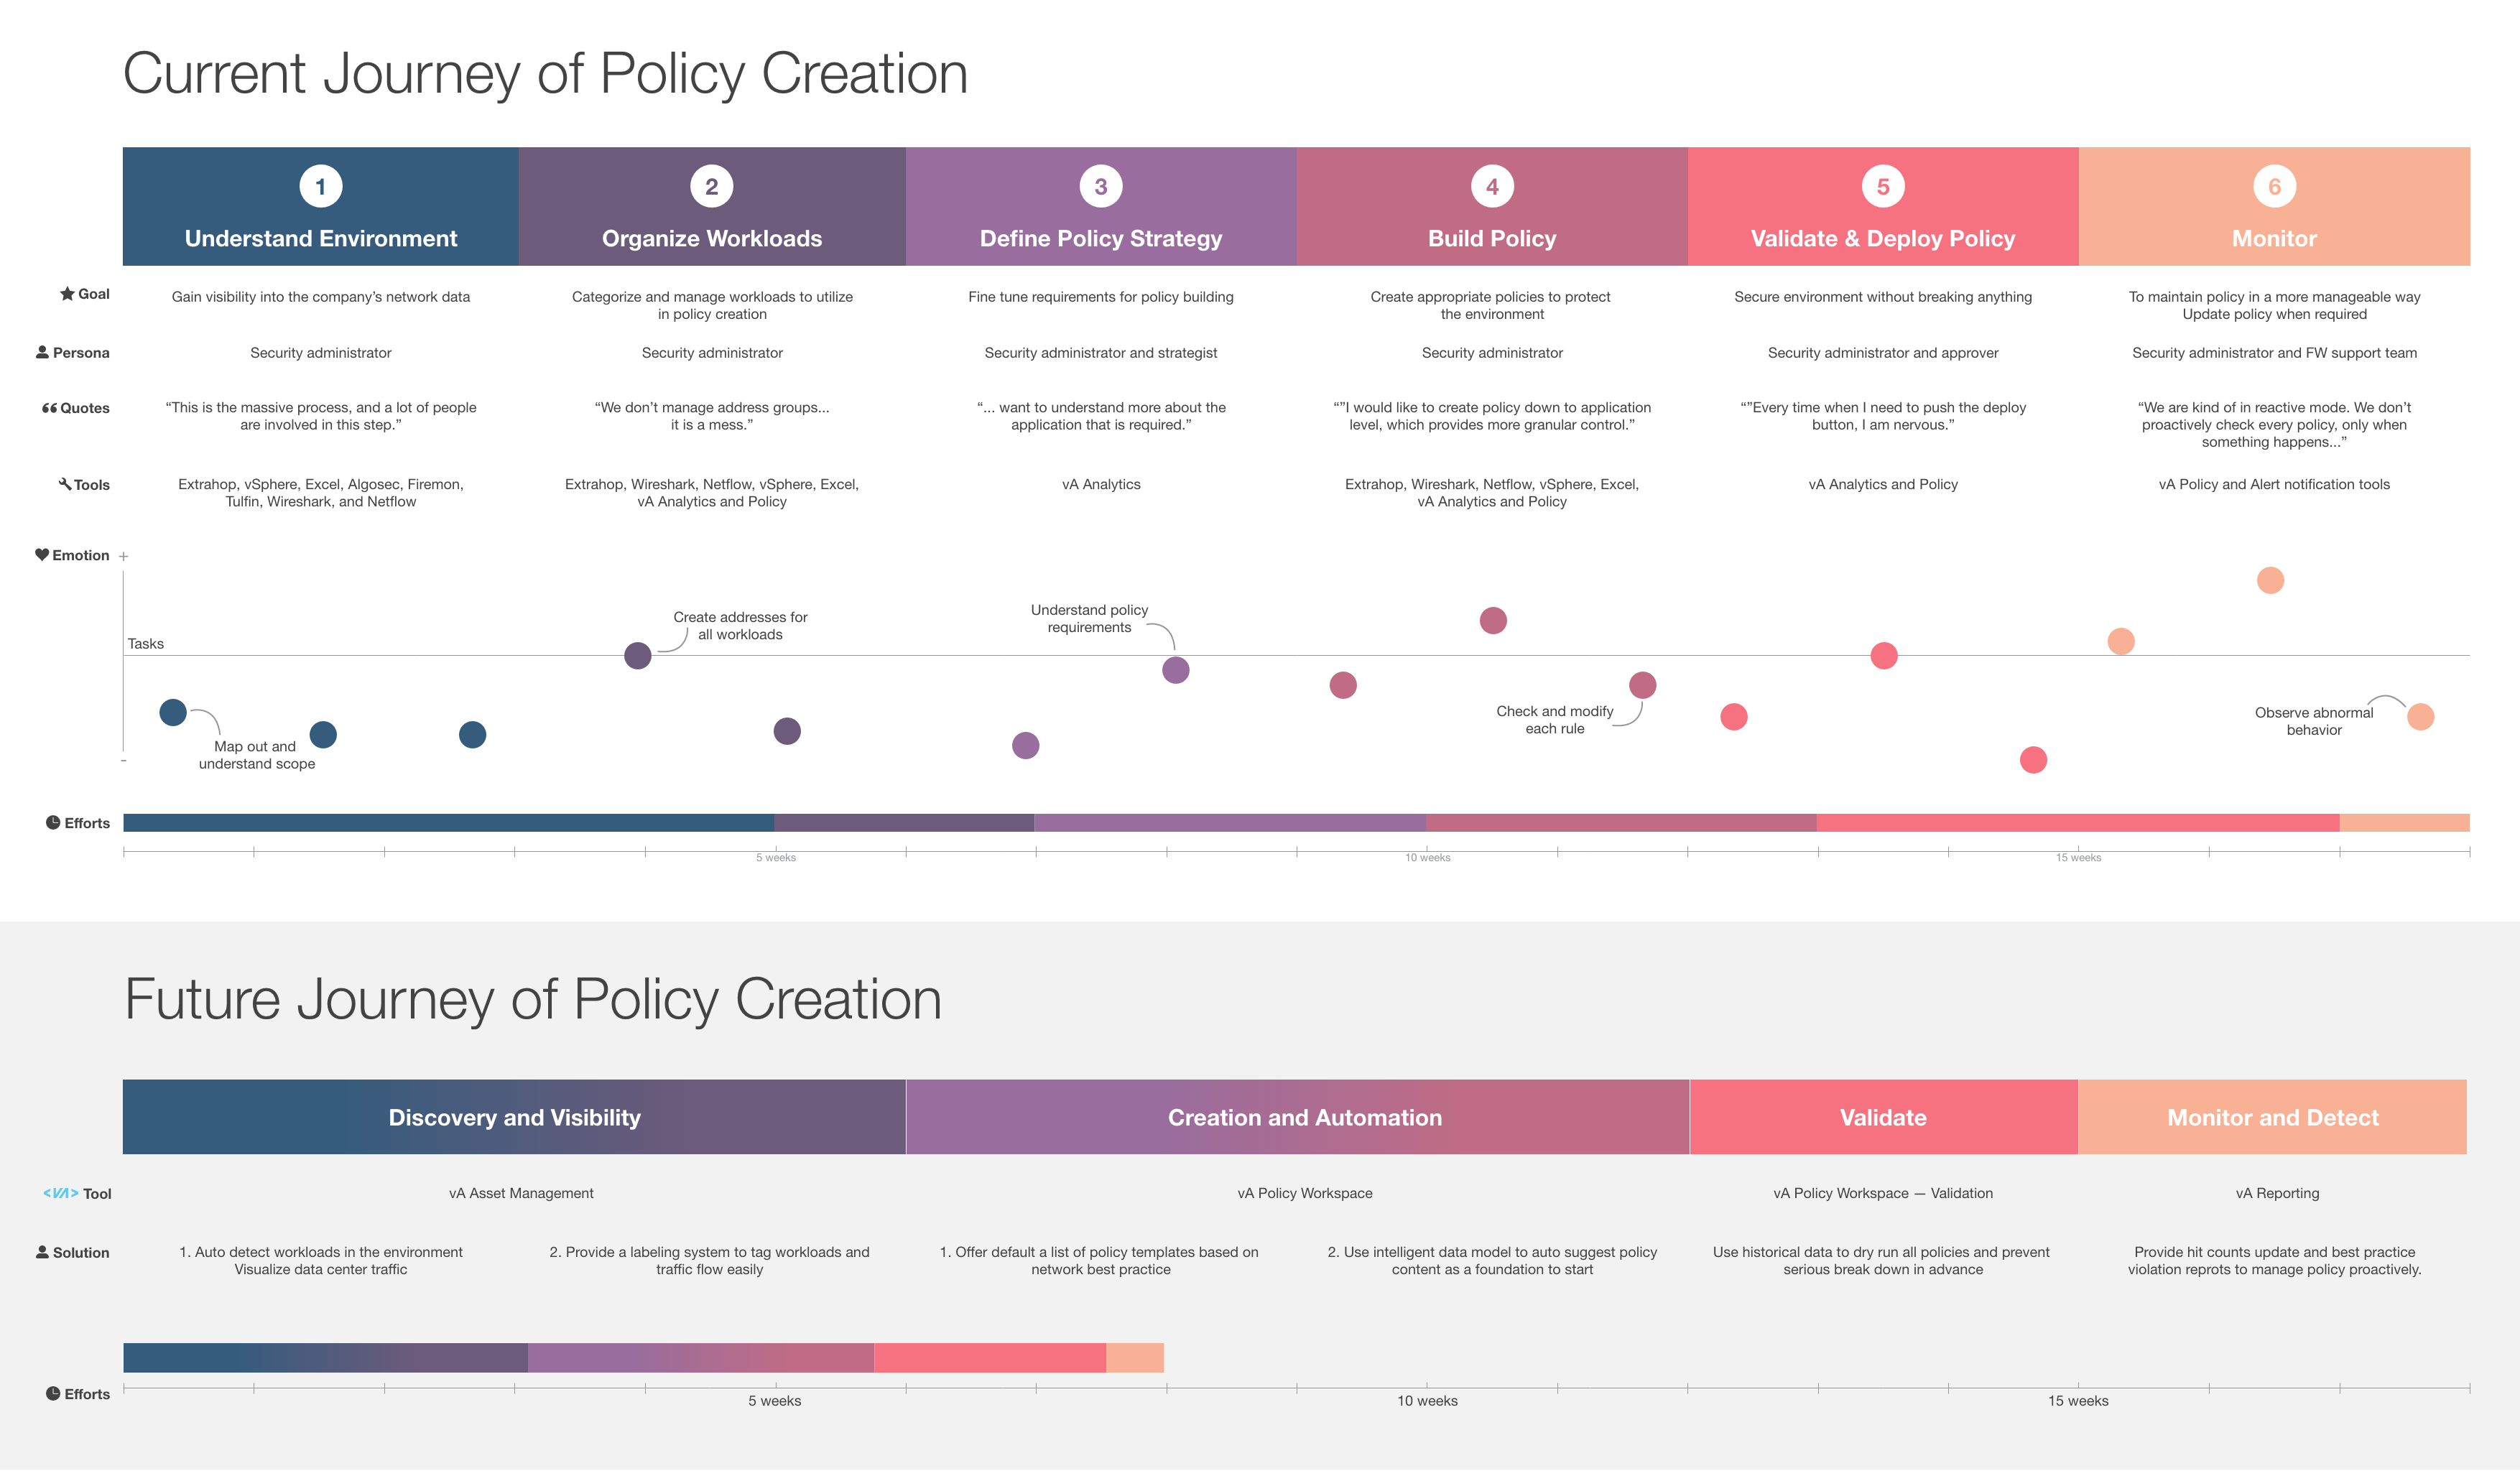 Current Journey of Policy Creation
1
2
3
4
5
6
Understand Environment
Organize Workloads
Define Policy Strategy
Build Policy
Validate & Deploy Policy
Monitor
Goal
Gain visibility into the company’s network data
Categorize and manage workloads to utilize
in policy creation
Fine tune requirements for policy building
Create appropriate policies to protect
the environment
Secure environment without breaking anything
To maintain policy in a more manageable way
Update policy when required
Persona
Security administrator
Security administrator
Security administrator and strategist
Security administrator
Security administrator and approver
Security administrator and FW support team
Quotes
“This is the massive process, and a lot of people
are involved in this step.”
“We don’t manage address groups...
it is a mess.”
“... want to understand more about the
application that is required.”
“”I would like to create policy down to application
level, which provides more granular control.”
“”Every time when I need to push the deploy
button, I am nervous.”
“We are kind of in reactive mode. We don’t
proactively check every policy, only when
something happens...”
Tools
Extrahop, vSphere, Excel, Algosec, Firemon,
Tulfin, Wireshark, and Netflow
Extrahop, Wireshark, Netflow, vSphere, Excel,
vA Analytics and Policy
vA Analytics
Extrahop, Wireshark, Netflow, vSphere, Excel,
vA Analytics and Policy
vA Analytics and Policy
vA Policy and Alert notification tools
Emotion
+
Tasks
-
Map out and
understand scope
Create addresses for
all workloads
Understand policy
requirements
Check and modify
each rule
Observe abnormal
behavior
Efforts
5 weeks
10 weeks
15 weeks
Future Journey of Policy Creation
Discovery and Visibility
Creation and Automation
Validate
Monitor and Detect
<VA> Tool
vA Asset Management
vA Policy Workspace
vA Policy Workspace — Validation
vA Reporting
Solution
1. Auto detect workloads in the environment
Visualize data center traffic
2. Provide a labeling system to tag workloads and
traffic flow easily
1. Offer default a list of policy templates based on
network best practice
2. Use intelligent data model to auto suggest policy
content as a foundation to start
Use historical data to dry run all policies and prevent
serious break down in advance
Provide hit counts update and best practice
violation reprots to manage policy proactively.
Efforts
5 weeks
10 weeks
15 weeks